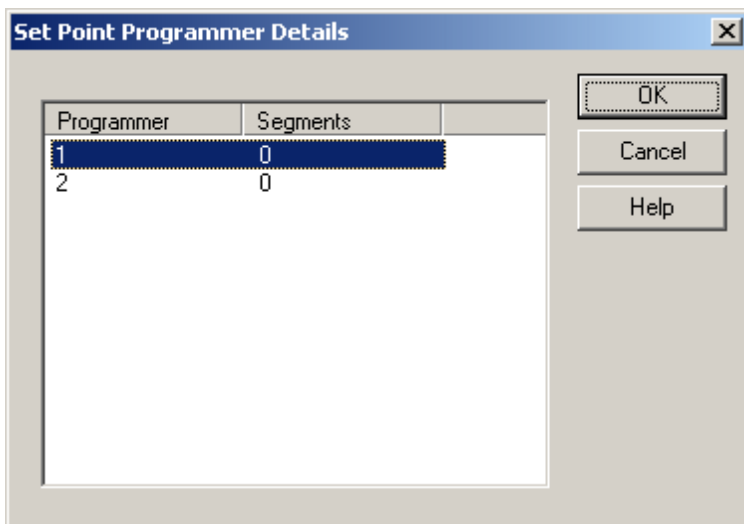 Set Point Programmer Details
Programmer Segments
1 0
2 0
OK
Cancel
Help